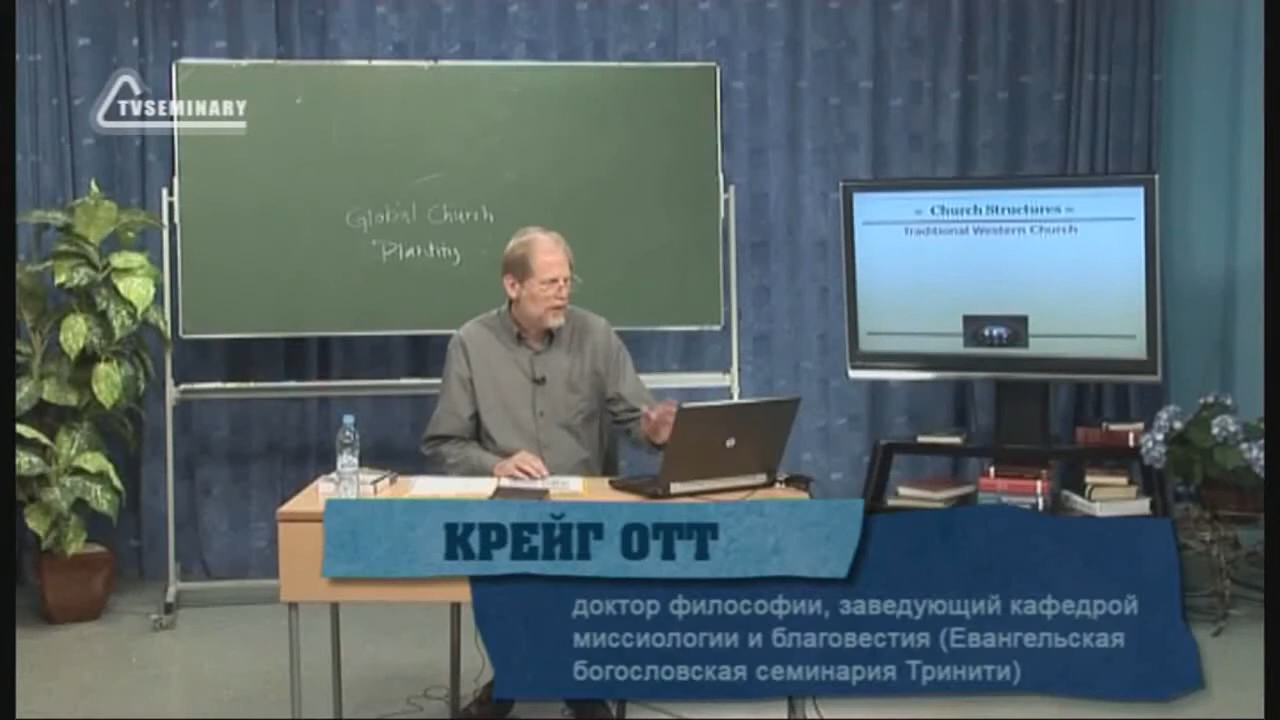 TVSEMINARY
Global Church
Planting
Church Structures
Traditional Western Church
КРЕЙГ ОТТ
доктор философии, заведующий кафедрой
миссиологии и благовестия (Евангельская
богословская семинария Тринити)